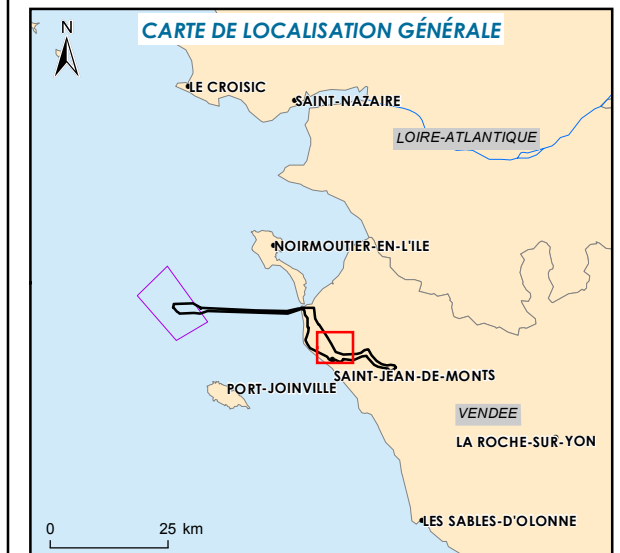 CARTE DE LOCALISATION GÉNÉRALE
N
LE CROISIC
SAINT-NAZAIRE
LOIRE-ATLANTIQUE
NOIRMOUTIER-EN-L'ILE
SAINT-JEAN-DE-MONTS
PORT-JOINVILLE
VENDEE
LA ROCHE-SUR-YON
LES SABLES-D'OLONNE
0 25 km